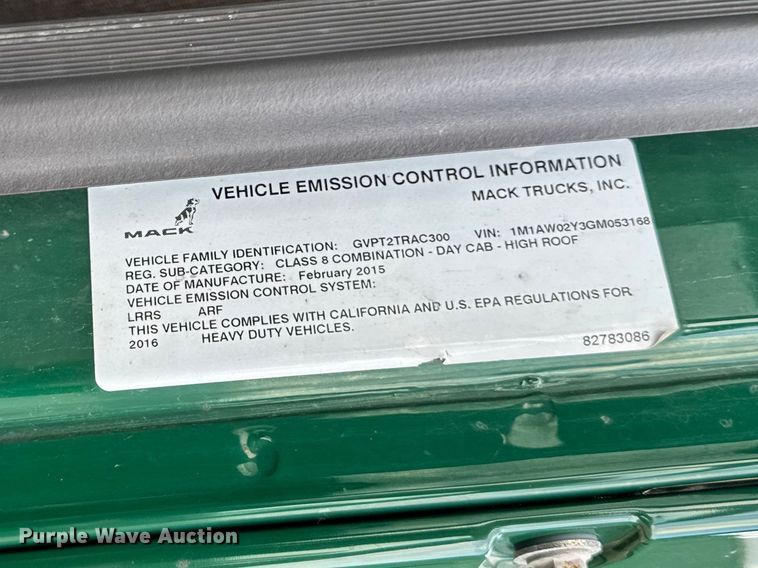 VEHICLE EMISSION CONTROL INFORMATION
MACK TRUCKS, INC.
MACK
VEHICLE FAMILY IDENTIFICATION: GVPT2TRAC300 VIN: 1M1AW02Y3GM053168
REG. SUB-CATEGORY: CLASS 8 COMBINATION - DAY CAB - HIGH ROOF
DATE OF MANUFACTURE: February 2015
VEHICLE EMISSION CONTROL SYSTEM:
LRRS ARF
THIS VEHICLE COMPLIES WITH CALIFORNIA AND U.S. EPA REGULATIONS FOR
2016 HEAVY DUTY VEHICLES.
82783086
Purple Wave Auction